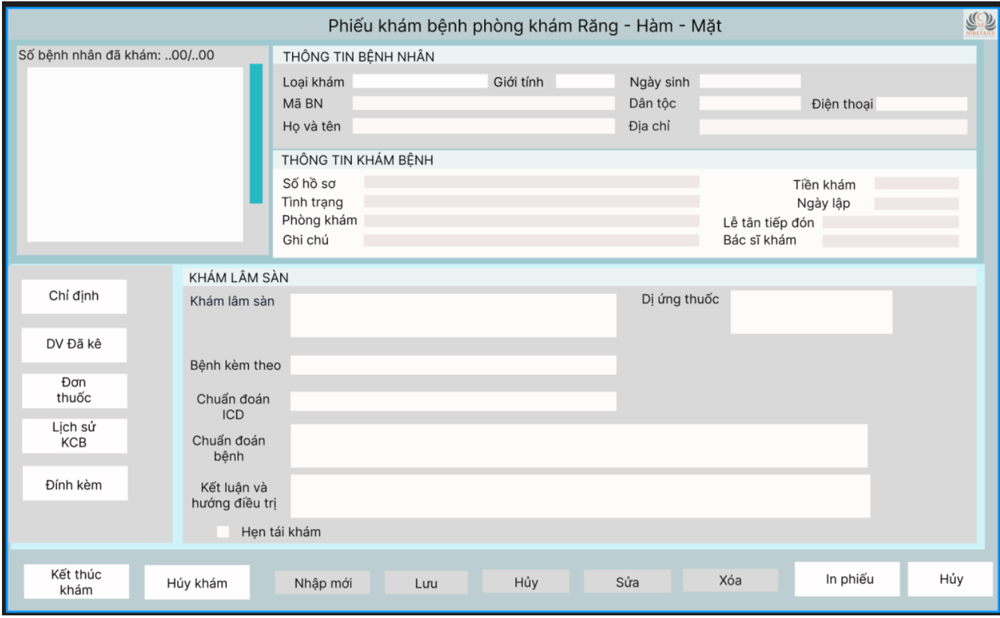 Phiếu khám bệnh phòng khám Răng - Hàm - Mặt
NINETAILS
Số bệnh nhân đã khám: ..00/..00
THÔNG TIN BỆNH NHÂN
Loại khám
Giới tính
Ngày sinh
Mã BN
Dân tộc
Điện thoại
Họ và tên
Địa chỉ
THÔNG TIN KHÁM BỆNH
Số hồ sơ
Tiền khám
Tình trạng
Ngày lập
Phòng khám
Lễ tân tiếp đón
Ghi chú
Bác sĩ khám
Chỉ định
DV Đã kê
Đơn
thuốc
Lịch sử
KCB
Đính kèm
KHÁM LÂM SÀN
Khám lâm sàn
Dị ứng thuốc
Bệnh kèm theo
Chuẩn đoán
ICD
Chuẩn đoán
bệnh
Kết luận và
hướng điều trị
Hẹn tái khám
Kết thúc
khám
Húy khám
Nhập mới
Lưu
Hủy
Sửa
Xóa
In phiếu
Hủy